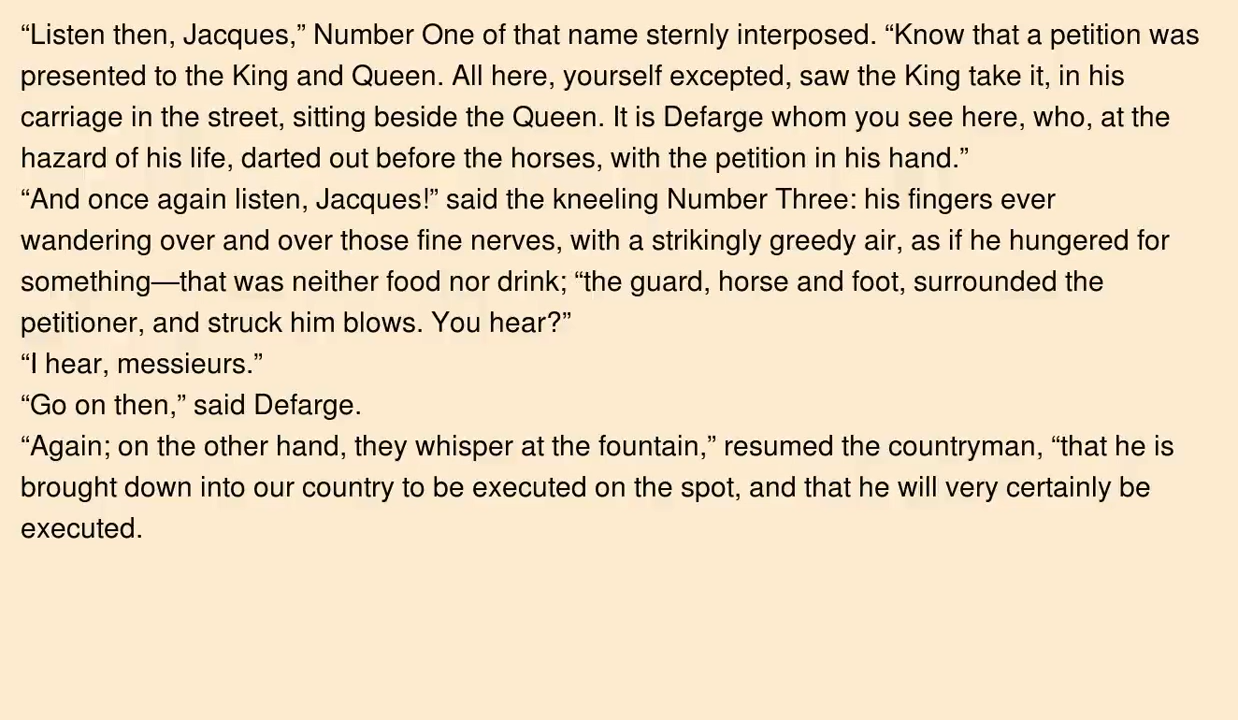 “Listen then, Jacques,” Number One of that name sternly interposed. “Know that a petition was
presented to the King and Queen. All here, yourself excepted, saw the King take it, in his
carriage in the street, sitting beside the Queen. It is Defarge whom you see here, who, at the
hazard of his life, darted out before the horses, with the petition in his hand.”
“And once again listen, Jacques!” said the kneeling Number Three: his fingers ever
wandering over and over those fine nerves, with a strikingly greedy air, as if he hungered for
something—that was neither food nor drink; “the guard, horse and foot, surrounded the
petitioner, and struck him blows. You hear?”
“I hear, messieurs.”
“Go on then,” said Defarge.
“Again; on the other hand, they whisper at the fountain,” resumed the countryman, “that he is
brought down into our country to be executed on the spot, and that he will very certainly be
executed.